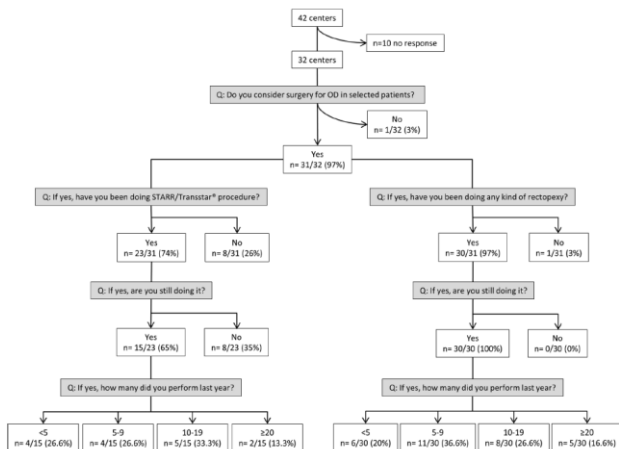 42 centers
n=10 no response
32 centers
Q: Do you consider surgery for OD in selected patients?
No
n= 1/32 (3%)
Yes
n= 31/32 (97%)
Q: If yes, have you been doing STARR/Transstar® procedure?
Q: If yes, have you been doing any kind of rectopexy?
Yes
n= 23/31 (74%)
No
n= 8/31 (26%)
Yes
n= 30/31 (97%)
No
n= 1/31 (3%)
Q: If yes, are you still doing it?
Q: If yes, are you still doing it?
Yes
n= 15/23 (65%)
No
n= 8/23 (35%)
Yes
n= 30/30 (100%)
No
n= 0/30 (0%)
Q: If yes, how many did you perform last year?
Q: If yes, how many did you perform last year?
<5
n= 4/15 (26.6%)
5-9
n= 4/15 (26.6%)
10-19
n= 5/15 (33.3%)
≥20
n= 2/15 (13.3%)
<5
n= 6/30 (20%)
5-9
n= 11/30 (36.6%)
10-19
n= 8/30 (26.6%)
≥20
n= 5/30 (16.6%)